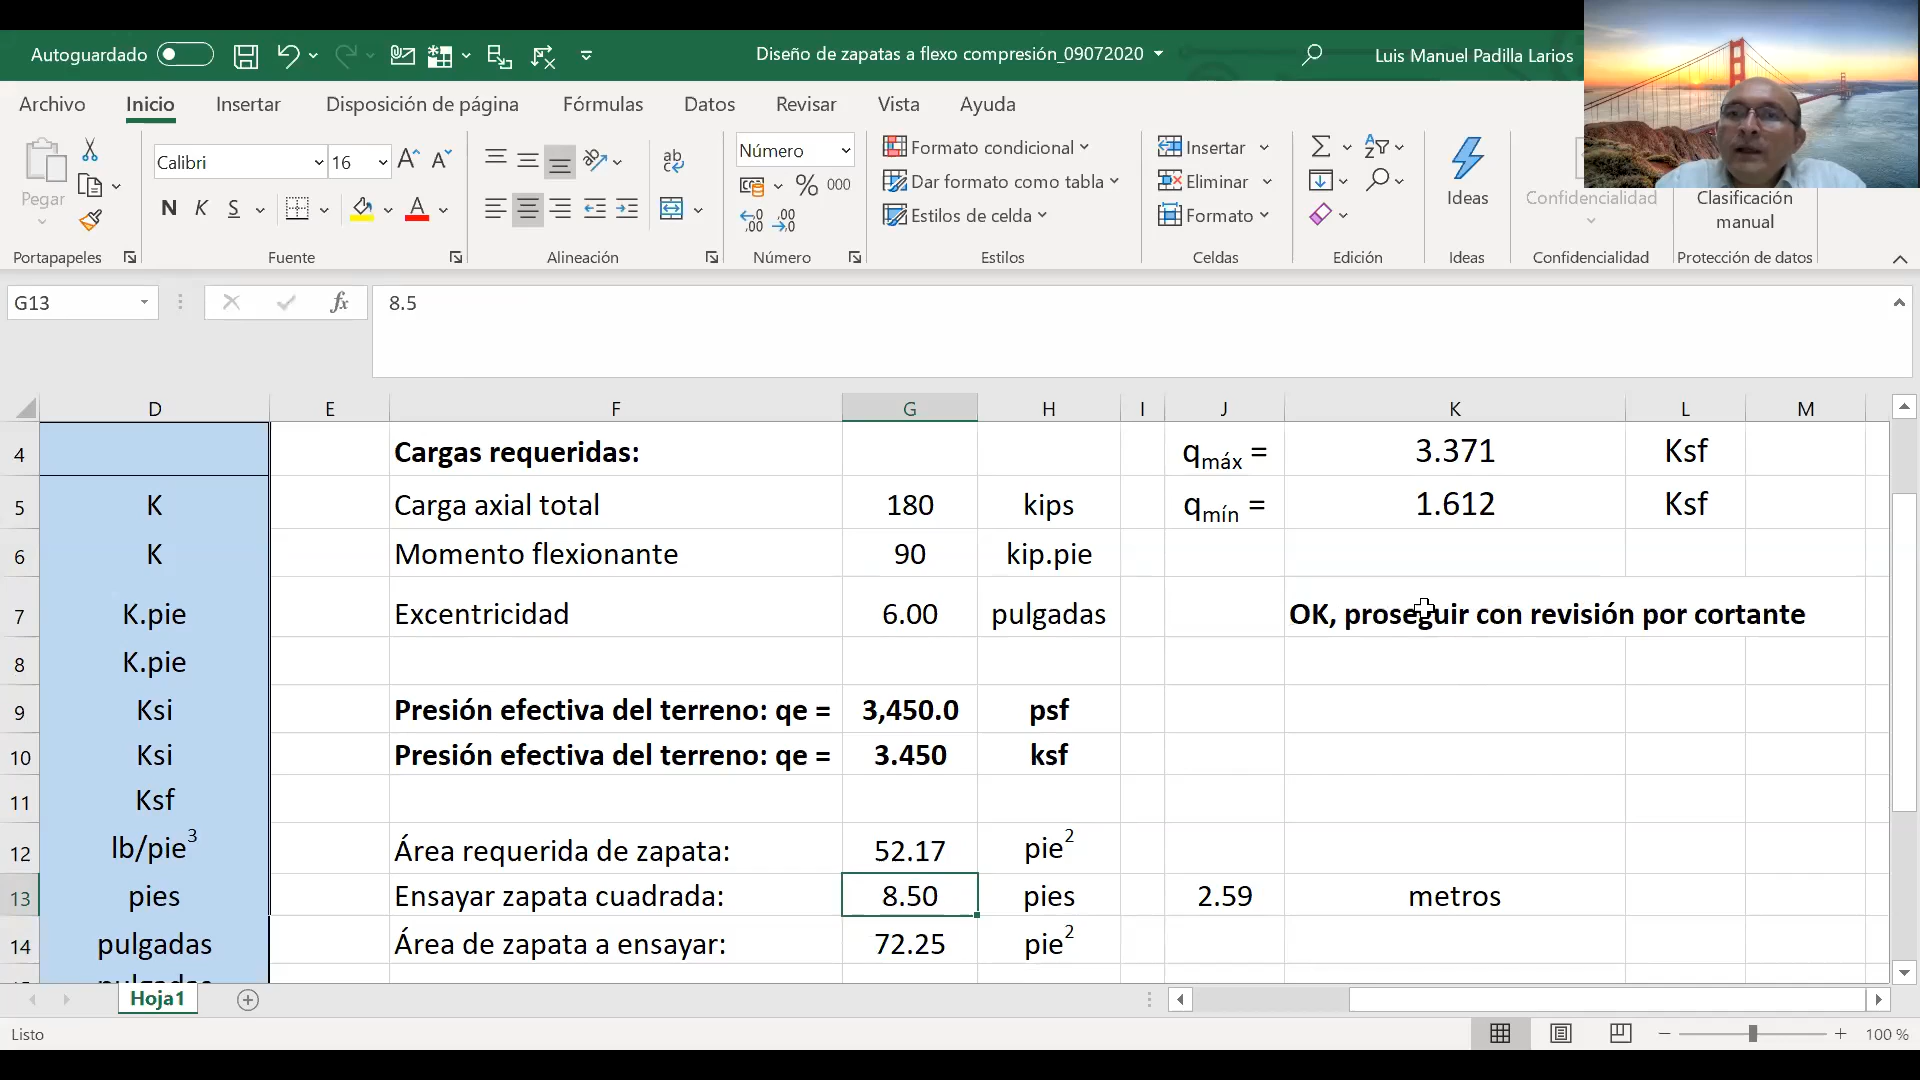 Autoguardado
Diseño de zapatas a flexo compresión_09072020
Luis Manuel Padilla Larios
Archivo
Inicio
Insertar
Disposición de página
Fórmulas
Datos
Revisar
Vista
Ayuda
Pegar
Portapapeles
Calibri
16
N K S
Fuente
ab
Alineación
Número
% 000
Número
Formato condicional
Dar formato como tabla
Estilos de celda
Estilos
Insertar
Eliminar
Formato
Celdas
Edición
Ideas
Ideas
Confidencialidad
Confidencialidad
Clasificación
manual
Protección de datos
G13
fx
8.5
D E F G H I J K L M
4 Cargas requeridas: qmáx = 3.371 Ksf
5 K Carga axial total 180 kips qmín = 1.612 Ksf
6 K Momento flexionante 90 kip.pie
7 K.pie Excentricidad 6.00 pulgadas OK, proseguir con revisión por cortante
8 K.pie
9 Ksi Presión efectiva del terreno: qe = 3,450.0 psf
10 Ksi Presión efectiva del terreno: qe = 3.450 ksf
11 Ksf
12 lb/pie³ Área requerida de zapata: 52.17 pie²
13 pies Ensayar zapata cuadrada: 8.50 pies 2.59 metros
14 pulgadas Área de zapata a ensayar: 72.25 pie²
Hoja1
Listo
100 %